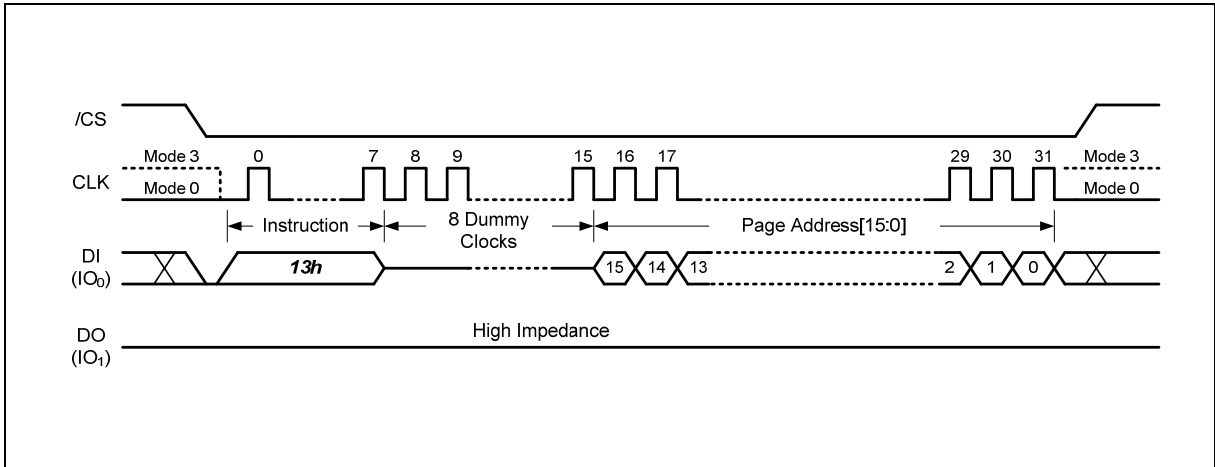 /CS
Mode 3 0 7 8 9 15 16 17 29 30 31 Mode 3
CLK
Mode 0 Mode 0
Instruction 8 Dummy Clocks Page Address[15:0]
DI
(IO₀)
13h 15 14 13 2 1 0
DO
(IO₁)
High Impedance